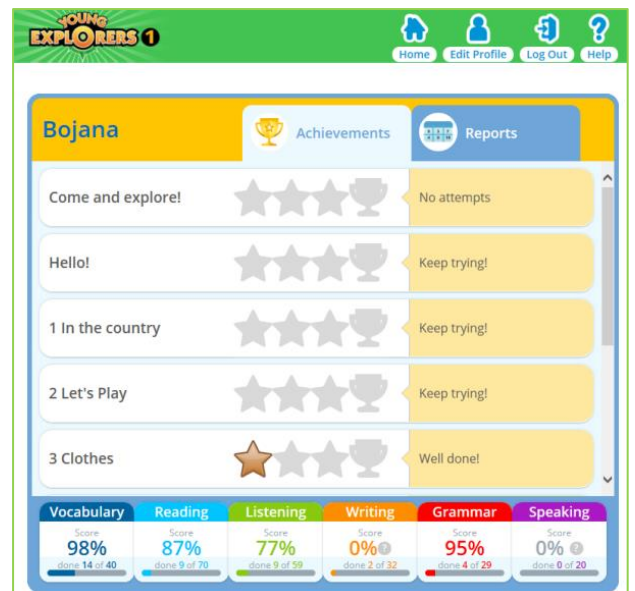 YOUNG
EXPLORERS 1
Home Edit Profile Log Out Help
Bojana Achievements Reports
Come and explore! No attempts
Hello! Keep trying!
1 In the country Keep trying!
2 Let's Play Keep trying!
3 Clothes Well done!
Vocabulary Reading Listening Writing Grammar Speaking
Score Score Score Score Score Score
98% 87% 77% 0% ? 95% 0% ?
done 14 of 40 done 9 of 70 done 9 of 59 done 2 of 32 done 4 of 29 done 0 of 20